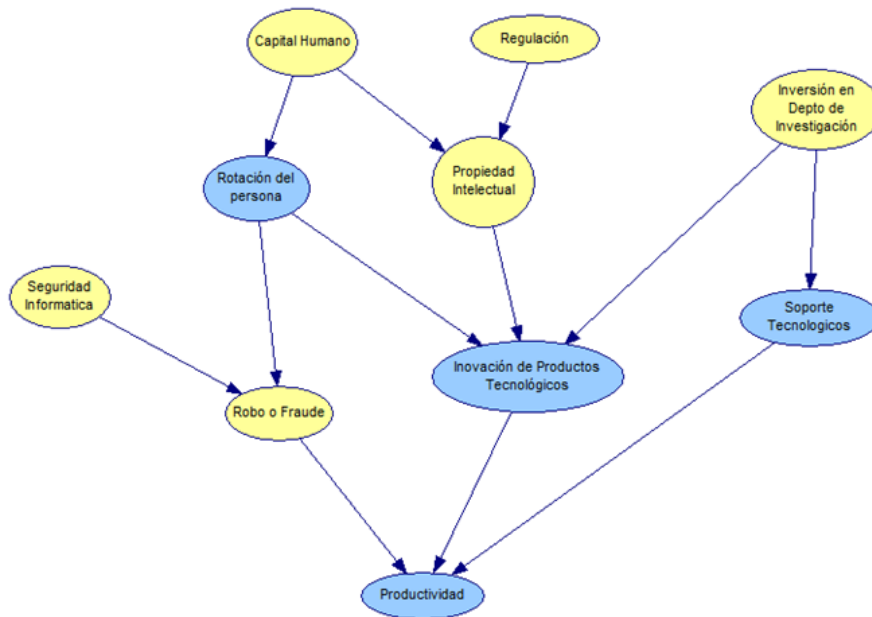 Capital Humano
Regulación
Inversión en
Depto de
Investigación
Rotación del
persona
Propiedad
Intelectual
Seguridad
Informatica
Soporte
Tecnologicos
Inovación de Productos
Tecnológicos
Robo o Fraude
Productividad